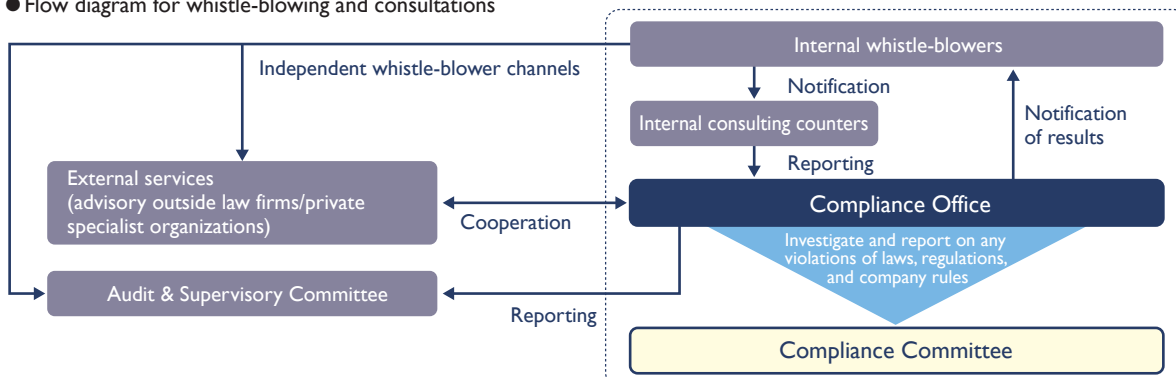 ● Flow diagram for whistle-blowing and consultations
Internal whistle-blowers
Independent whistle-blower channels
Notification
Internal consulting counters
Notification
of results
Reporting
External services
(advisory outside law firms/private
specialist organizations)
Cooperation
Compliance Office
Investigate and report on any
violations of laws, regulations,
and company rules
Audit & Supervisory Committee
Reporting
Compliance Committee